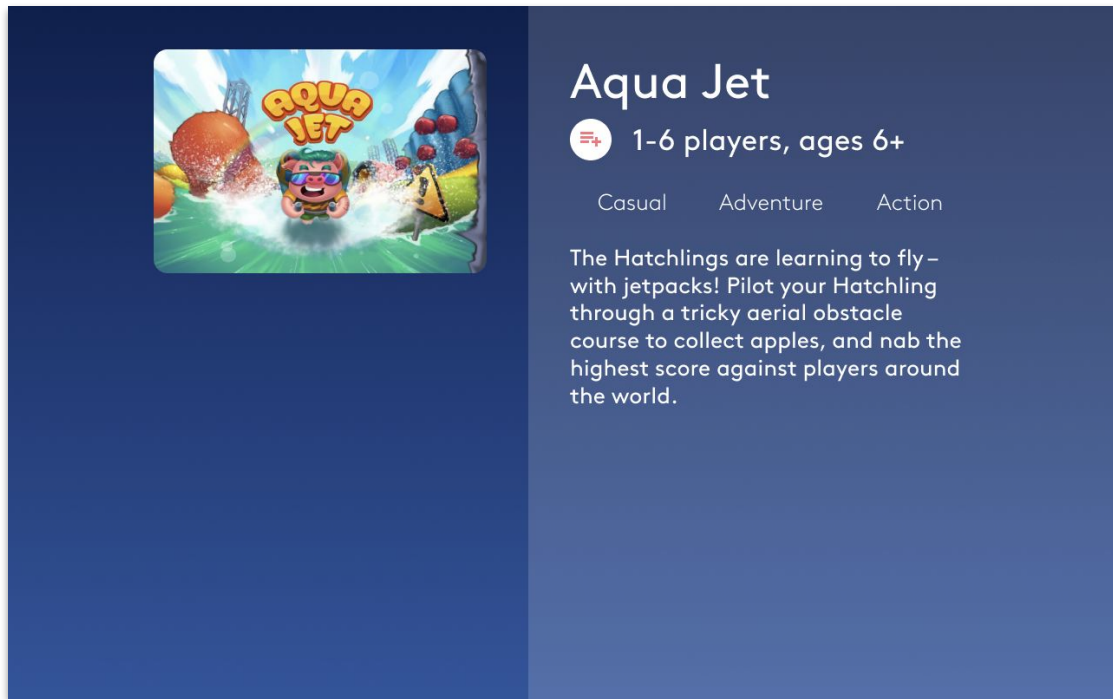 AQUA
JET
Aqua Jet
1-6 players, ages 6+
Casual Adventure Action
The Hatchlings are learning to fly –
with jetpacks! Pilot your Hatchling
through a tricky aerial obstacle
course to collect apples, and nab the
highest score against players around
the world.